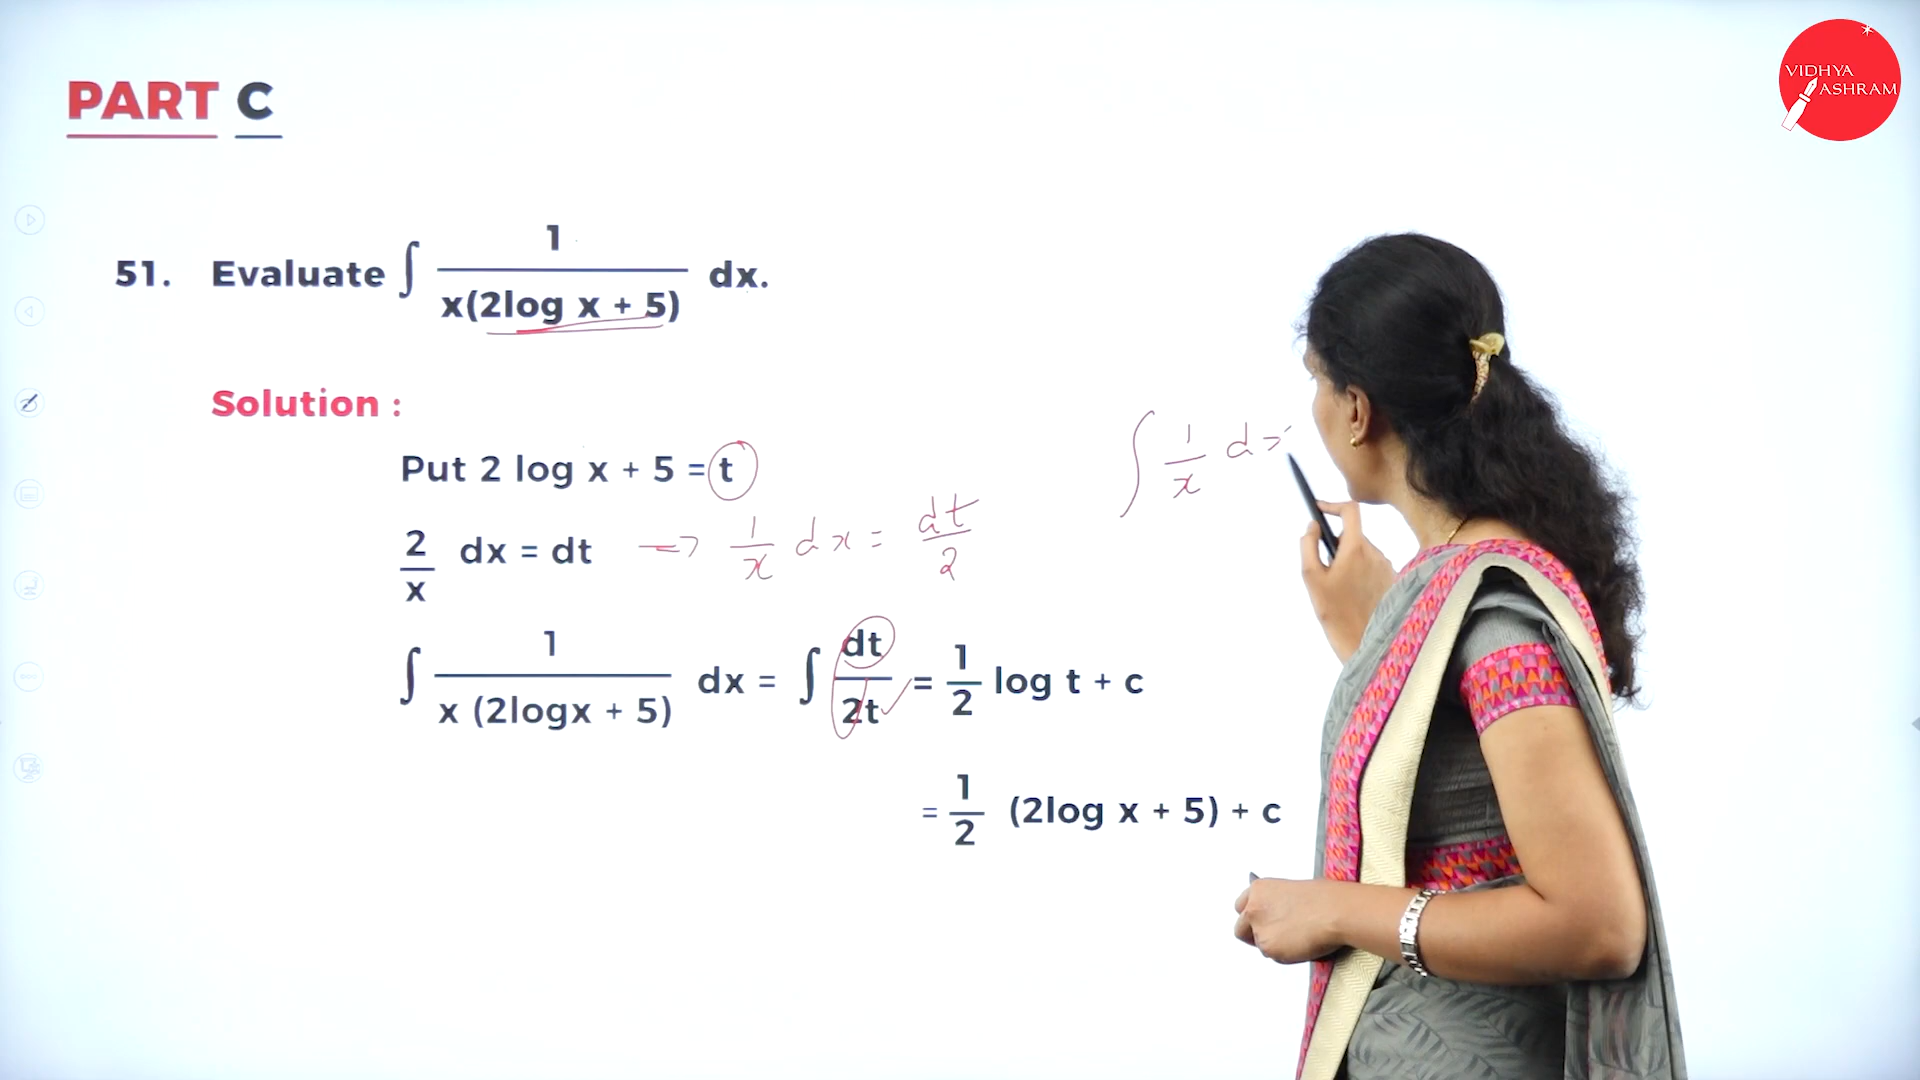 VIDHYA
ASHRAM
PART C
51. Evaluate ∫ 1 / x(2log x + 5) dx.
Solution :
Put 2 log x + 5 = t
∫ 1/x dx
2/x dx = dt → 1/x dx = dt/2
∫ 1 / x (2logx + 5) dx = ∫ dt/2t = 1/2 log t + c
= 1/2 (2log x + 5) + c